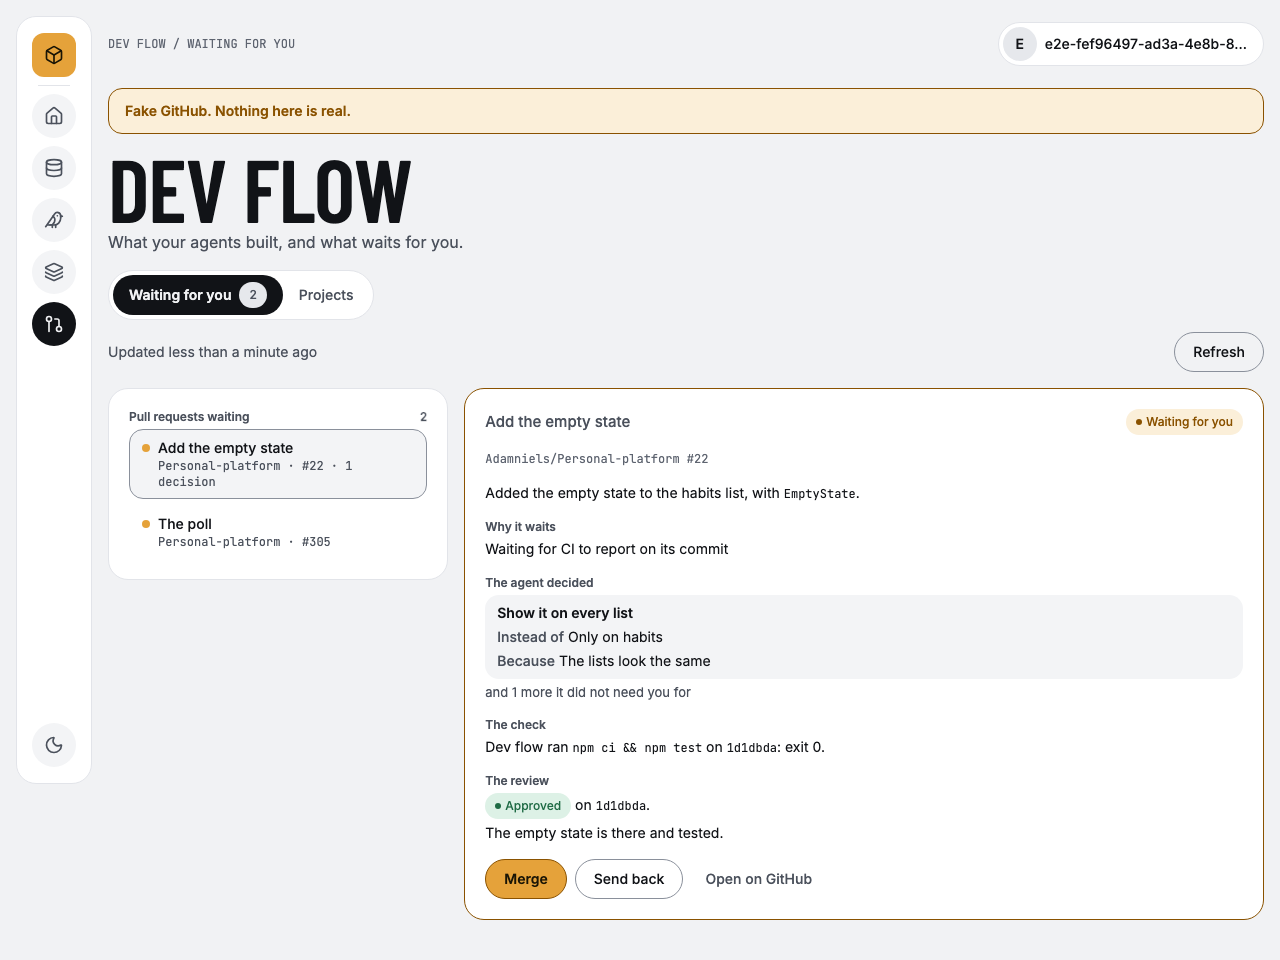 DEV FLOW / WAITING FOR YOU
E
e2e-fef96497-ad3a-4e8b-8...
Fake GitHub. Nothing here is real.
DEV FLOW
What your agents built, and what waits for you.
Waiting for you 2
Projects
Updated less than a minute ago
Refresh
Pull requests waiting 2
Add the empty state
Personal-platform · #22 · 1
decision
The poll
Personal-platform · #305
Add the empty state
Waiting for you
Adamniels/Personal-platform #22
Added the empty state to the habits list, with EmptyState.
Why it waits
Waiting for CI to report on its commit
The agent decided
Show it on every list
Instead of Only on habits
Because The lists look the same
and 1 more it did not need you for
The check
Dev flow ran npm ci && npm test on 1d1dbda: exit 0.
The review
Approved on 1d1dbda.
The empty state is there and tested.
Merge
Send back
Open on GitHub